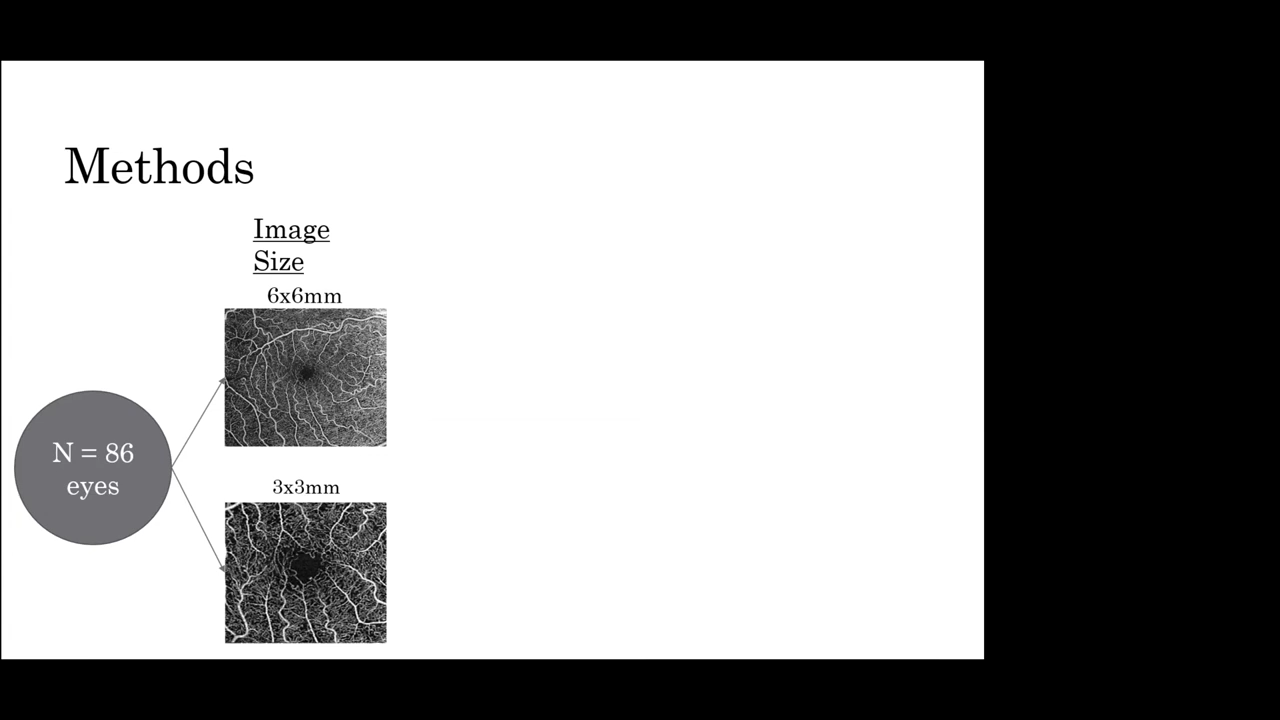 Methods
Image
Size
6x6mm
N = 86
eyes
3x3mm